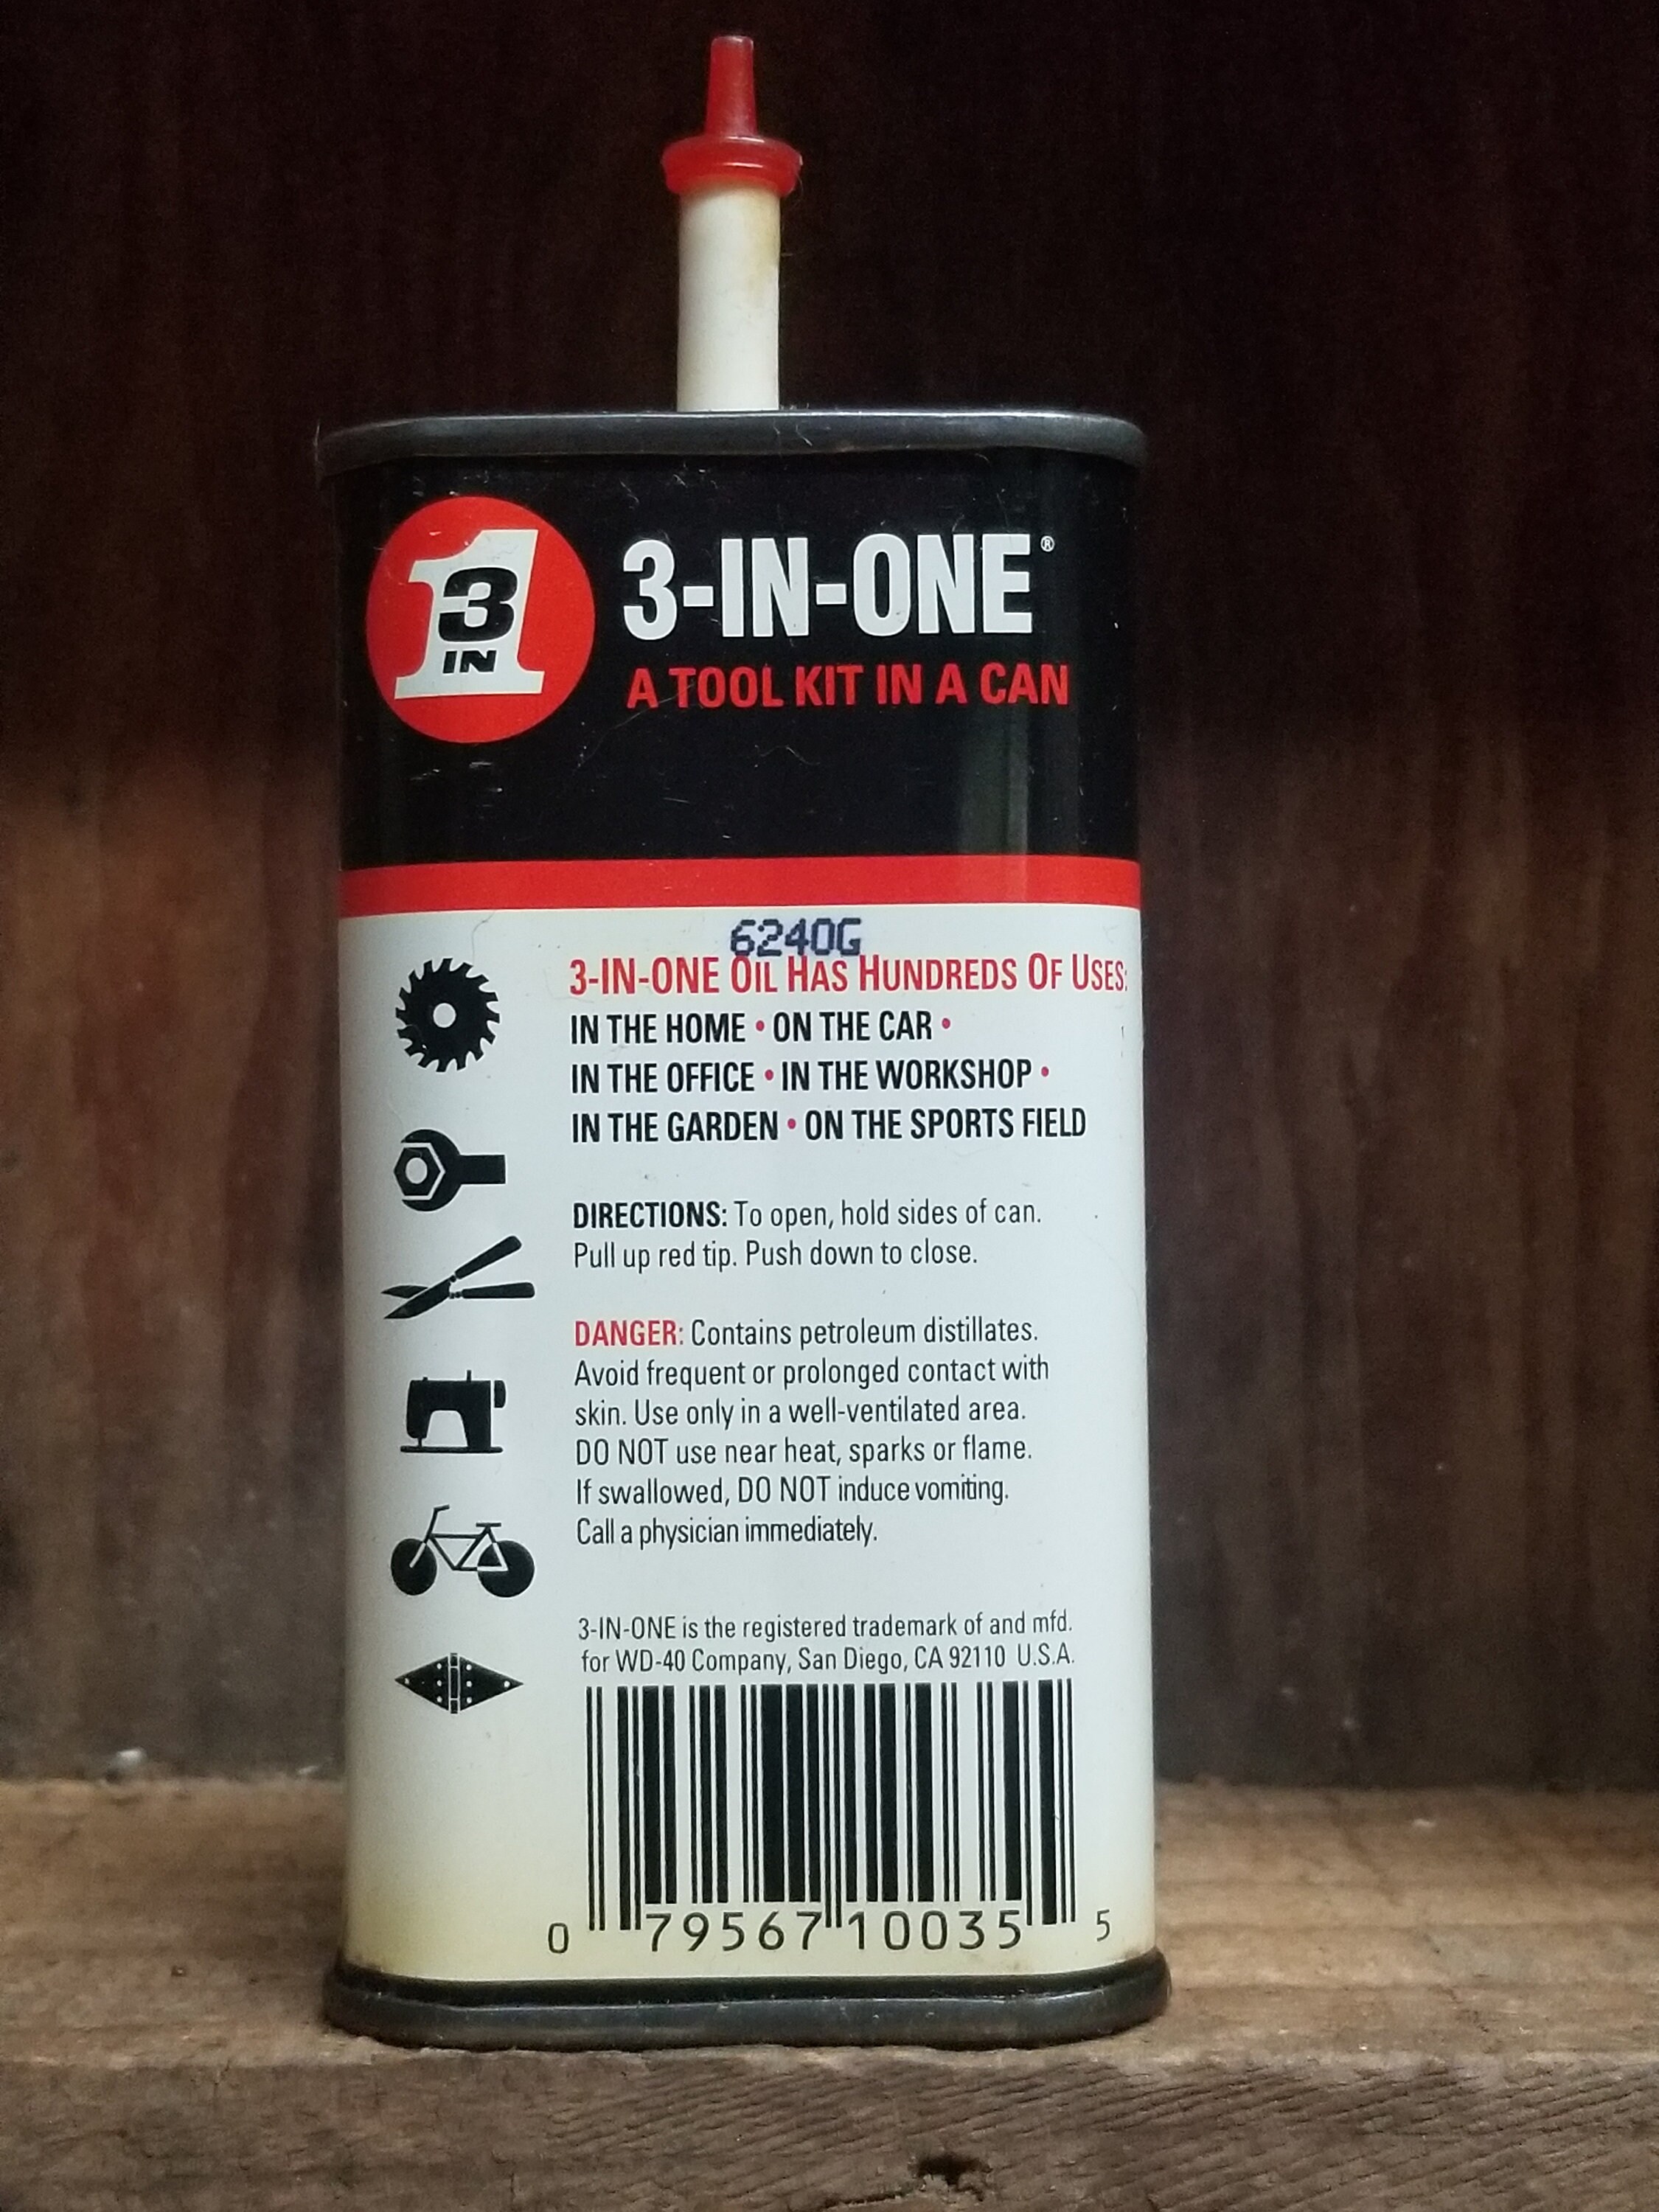 3
IN
1
3-IN-ONE®
A TOOL KIT IN A CAN
6240G
3-IN-ONE OIL HAS HUNDREDS OF USES:
IN THE HOME • ON THE CAR •
IN THE OFFICE • IN THE WORKSHOP •
IN THE GARDEN • ON THE SPORTS FIELD
DIRECTIONS: To open, hold sides of can.
Pull up red tip. Push down to close.
DANGER: Contains petroleum distillates.
Avoid frequent or prolonged contact with
skin. Use only in a well-ventilated area.
DO NOT use near heat, sparks or flame.
If swallowed, DO NOT induce vomiting.
Call a physician immediately.
3-IN-ONE is the registered trademark of and mfd.
for WD-40 Company, San Diego, CA 92110 U.S.A.
0 79567 10035 5